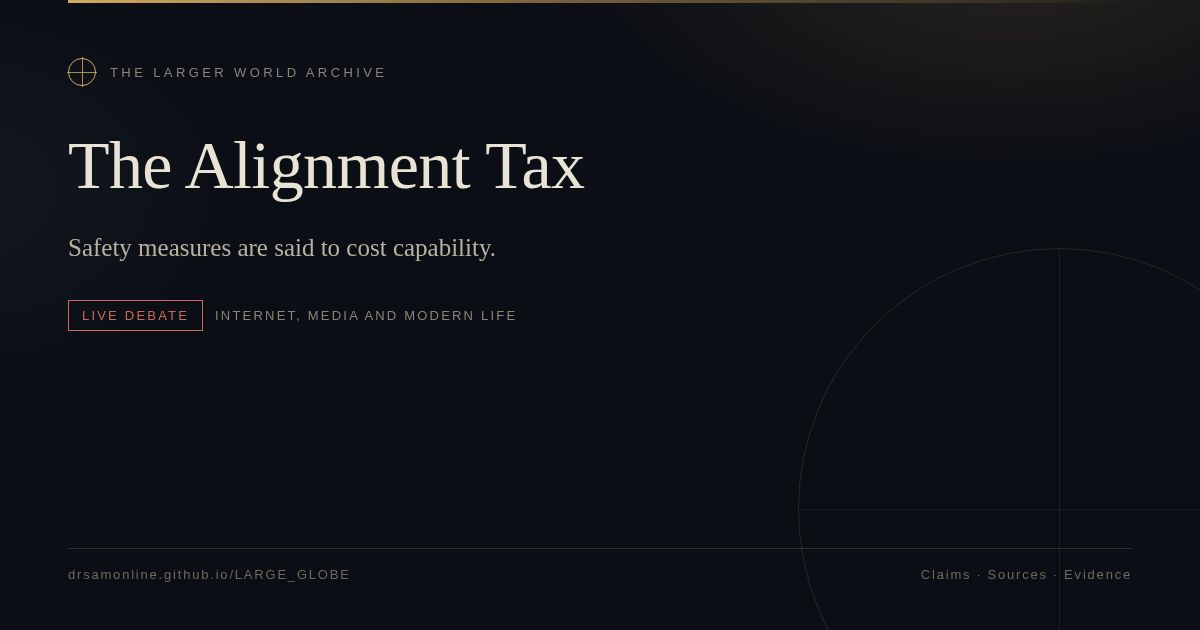 THE LARGER WORLD ARCHIVE
The Alignment Tax
Safety measures are said to cost capability.
LIVE DEBATE INTERNET, MEDIA AND MODERN LIFE
drsamonline.github.io/LARGE_GLOBE
Claims · Sources · Evidence